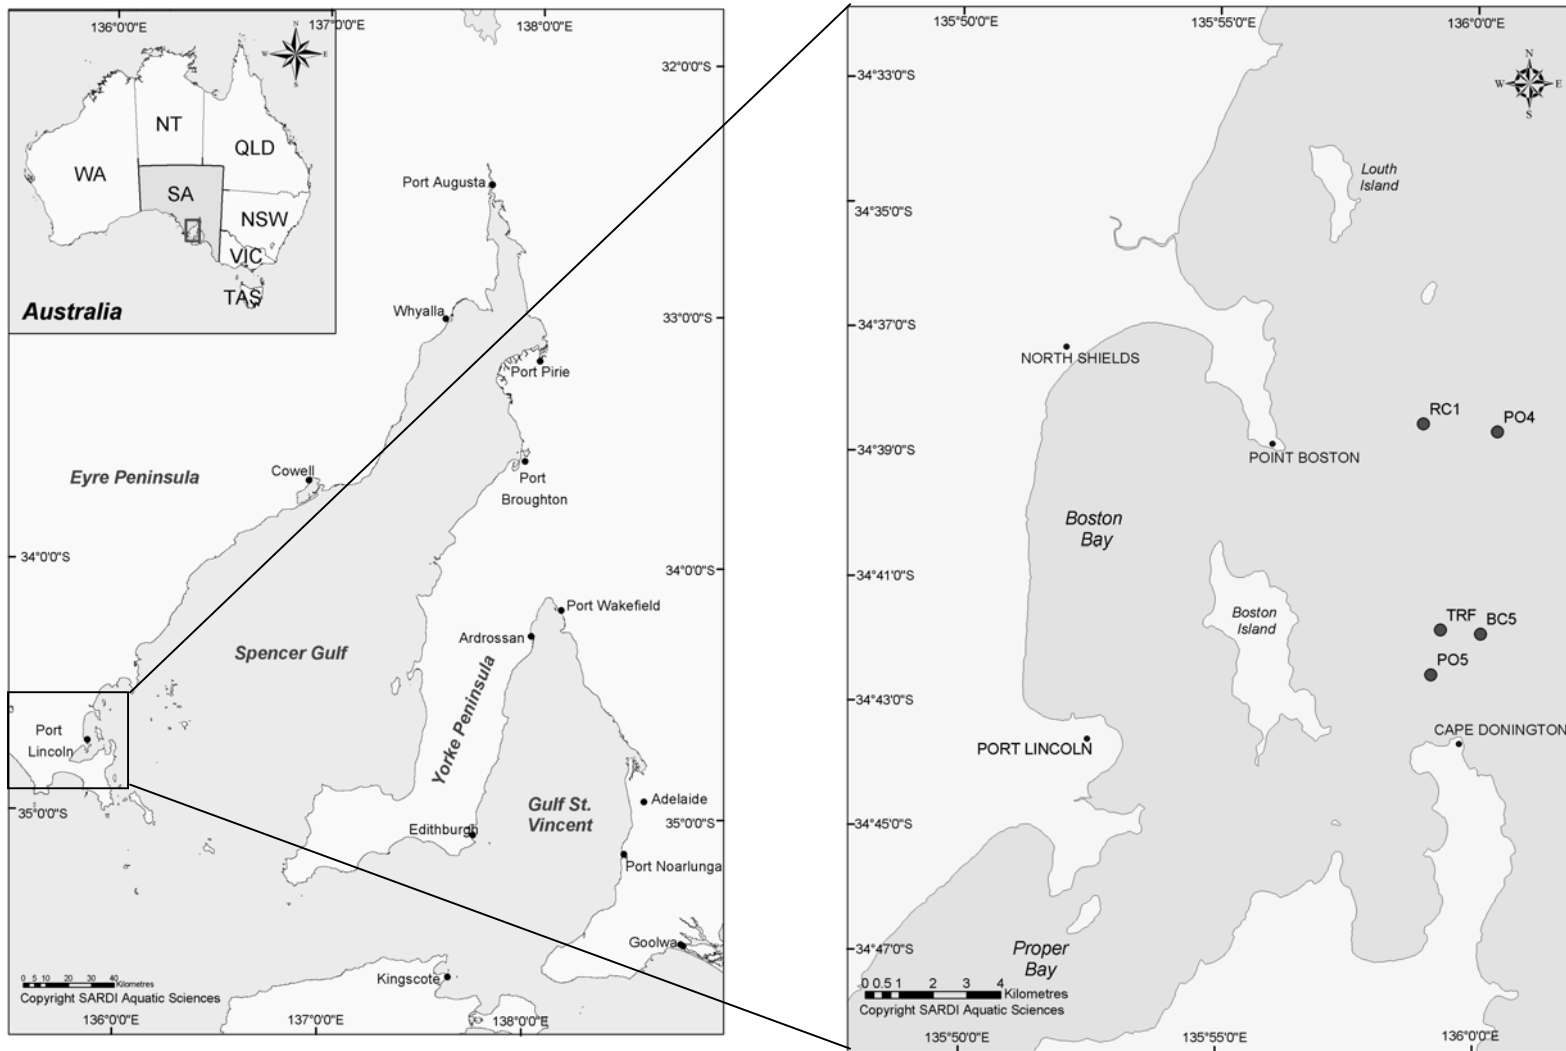 136°0'0"E
137°0'0"E
138°0'0"E
N
W
E
S
NT
WA
QLD
SA
NSW
VIC
TAS
Australia
32°0'0"S
Port Augusta
Whyalla
33°0'0"S
Port Pirie
Eyre Peninsula
Cowell
Port
Broughton
34°0'0"S
34°0'0"S
Port Wakefield
Ardrossan
Spencer Gulf
Yorke Peninsula
Port
Lincoln
Gulf St.
Vincent
Adelaide
35°0'0"S
35°0'0"S
Edithburgh
Port Noarlunga
Goolwa
Kingscote
0 5 10 20 30 40
Kilometres
Copyright SARDI Aquatic Sciences
136°0'0"E
137°0'0"E
138°0'0"E
135°50'0"E
135°55'0"E
136°0'0"E
N
W
E
S
34°33'0"S
Louth
Island
34°35'0"S
34°37'0"S
NORTH SHIELDS
RC1
PO4
34°39'0"S
POINT BOSTON
Boston
Bay
34°41'0"S
Boston
Island
TRF
BC5
PO5
34°43'0"S
CAPE DONINGTON
PORT LINCOLN
34°45'0"S
34°47'0"S
Proper
Bay
0 0.5 1 2 3 4
Kilometres
Copyright SARDI Aquatic Sciences
135°50'0"E
135°55'0"E
136°0'0"E